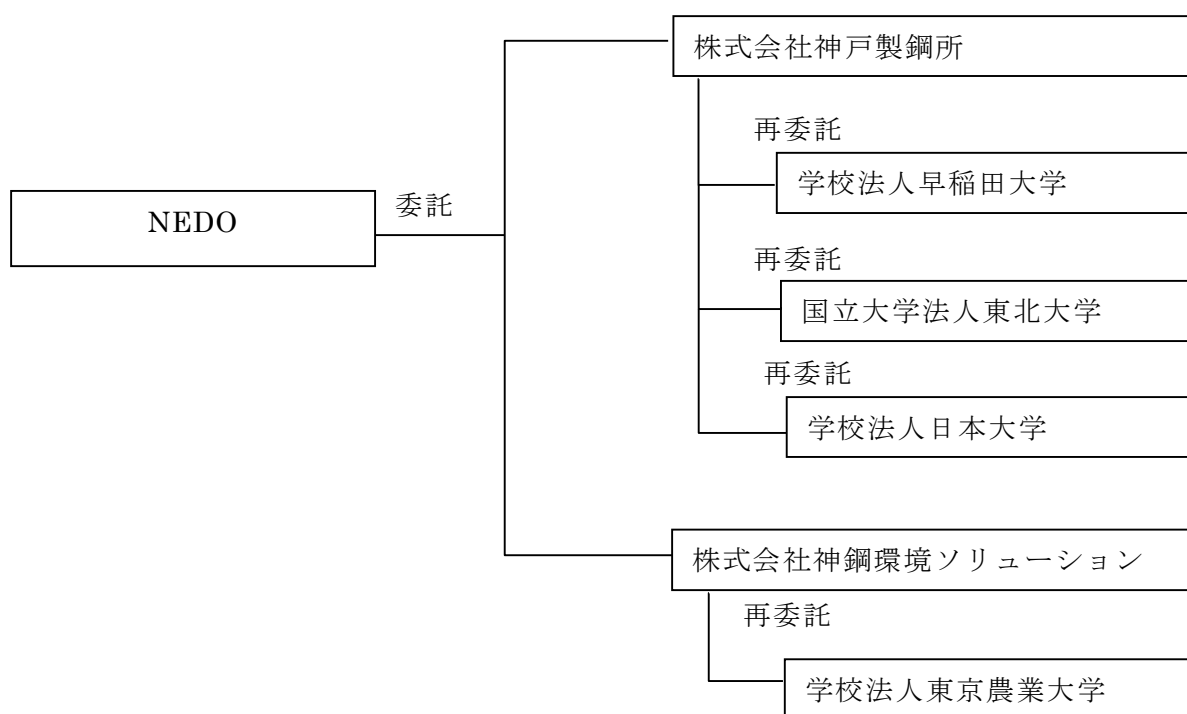 NEDO
委託
株式会社神戸製鋼所
再委託
学校法人早稲田大学
再委託
国立大学法人東北大学
再委託
学校法人日本大学
株式会社神鋼環境ソリューション
再委託
学校法人東京農業大学